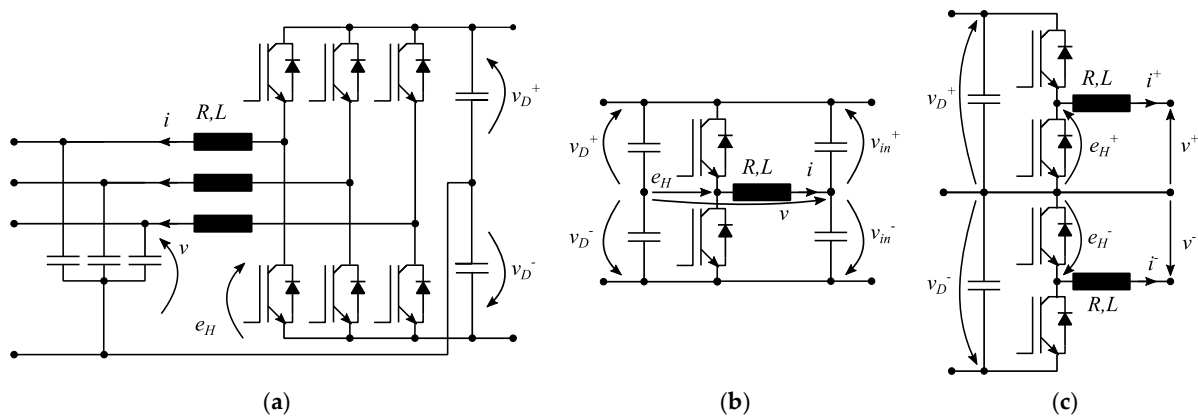 v_D^+
R,L
i
v
e_H
v_D^-
(a)
v_D^+
v_in^+
R,L
i
e_H
v
v_D^-
v_in^-
(b)
R,L
i^+
v_D^+
e_H^+
v^+
e_H^-
v^-
i^-
v_D^-
R,L
(c)